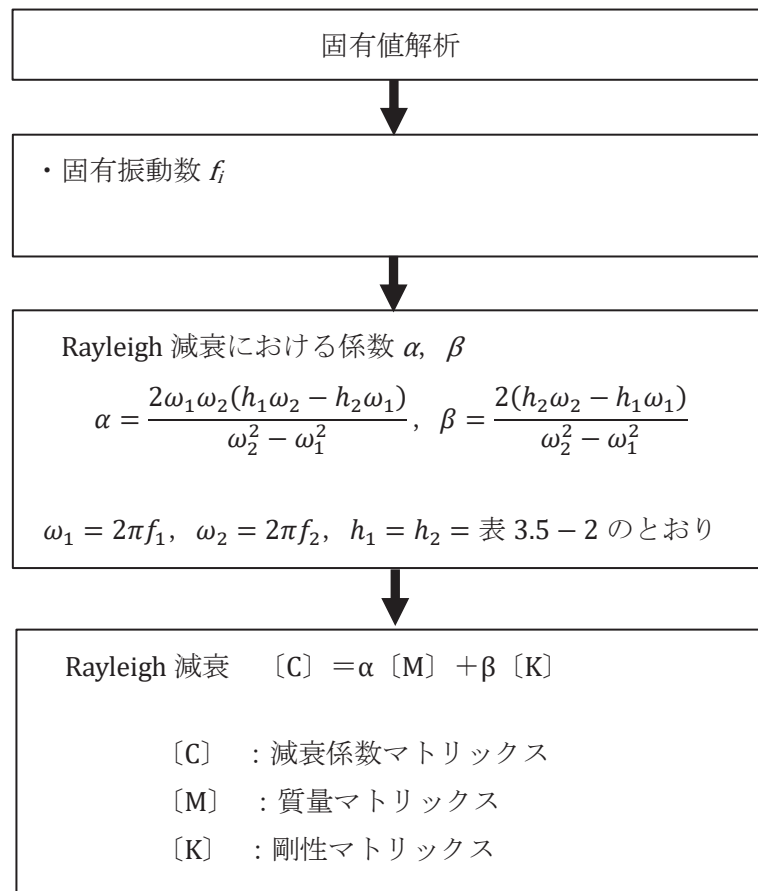 固有値解析
・固有振動数 fᵢ
Rayleigh 減衰における係数 α, β
α = 2ω₁ω₂(h₁ω₂ − h₂ω₁) / (ω₂² − ω₁²), β = 2(h₂ω₂ − h₁ω₁) / (ω₂² − ω₁²)
ω₁ = 2πf₁, ω₂ = 2πf₂, h₁ = h₂ = 表 3.5 − 2 のとおり
Rayleigh 減衰 〔C〕=α〔M〕+β〔K〕
〔C〕 :減衰係数マトリックス
〔M〕 :質量マトリックス
〔K〕 :剛性マトリックス